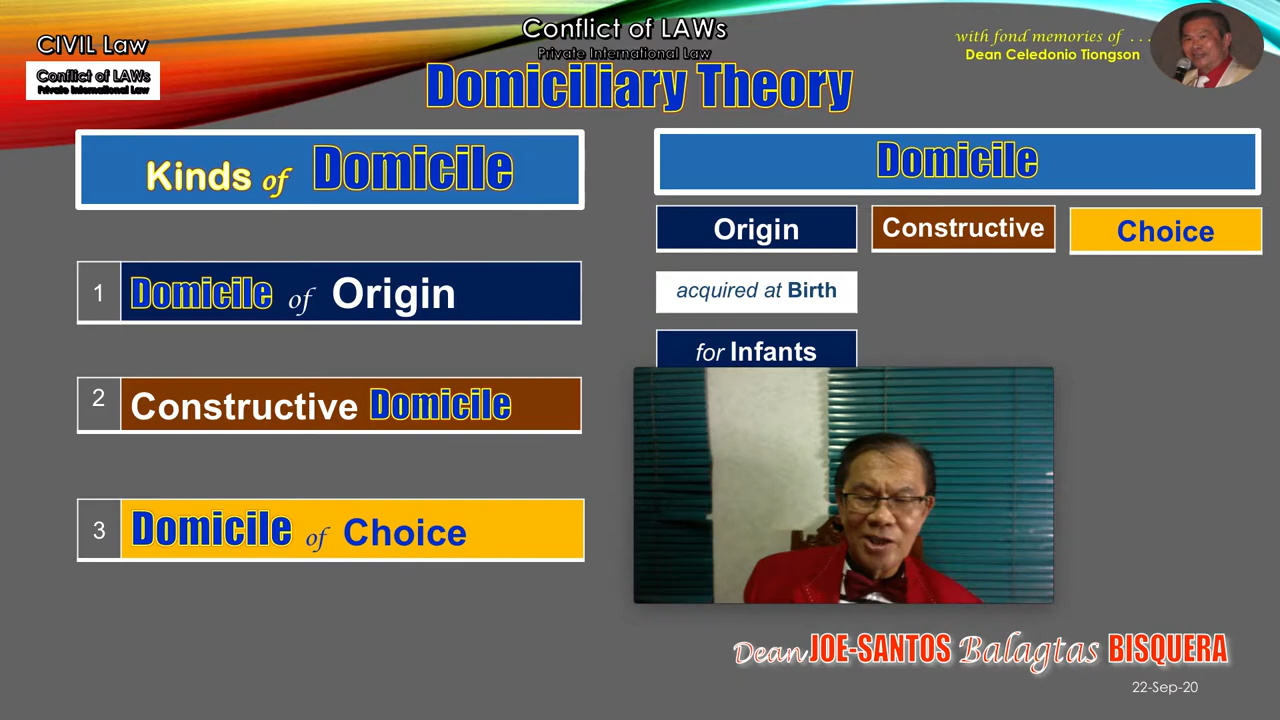 CIVIL Law
Conflict of LAWs
Private International Law
Conflict of LAWs
Private International Law
with fond memories of . . .
Dean Celedonio Tiongson
Domiciliary Theory
Kinds of Domicile
1 Domicile of Origin
2 Constructive Domicile
3 Domicile of Choice
Domicile
Origin Constructive Choice
acquired at Birth
for Infants
Dean JOE-SANTOS Balagtas BISQUERA
22-Sep-20